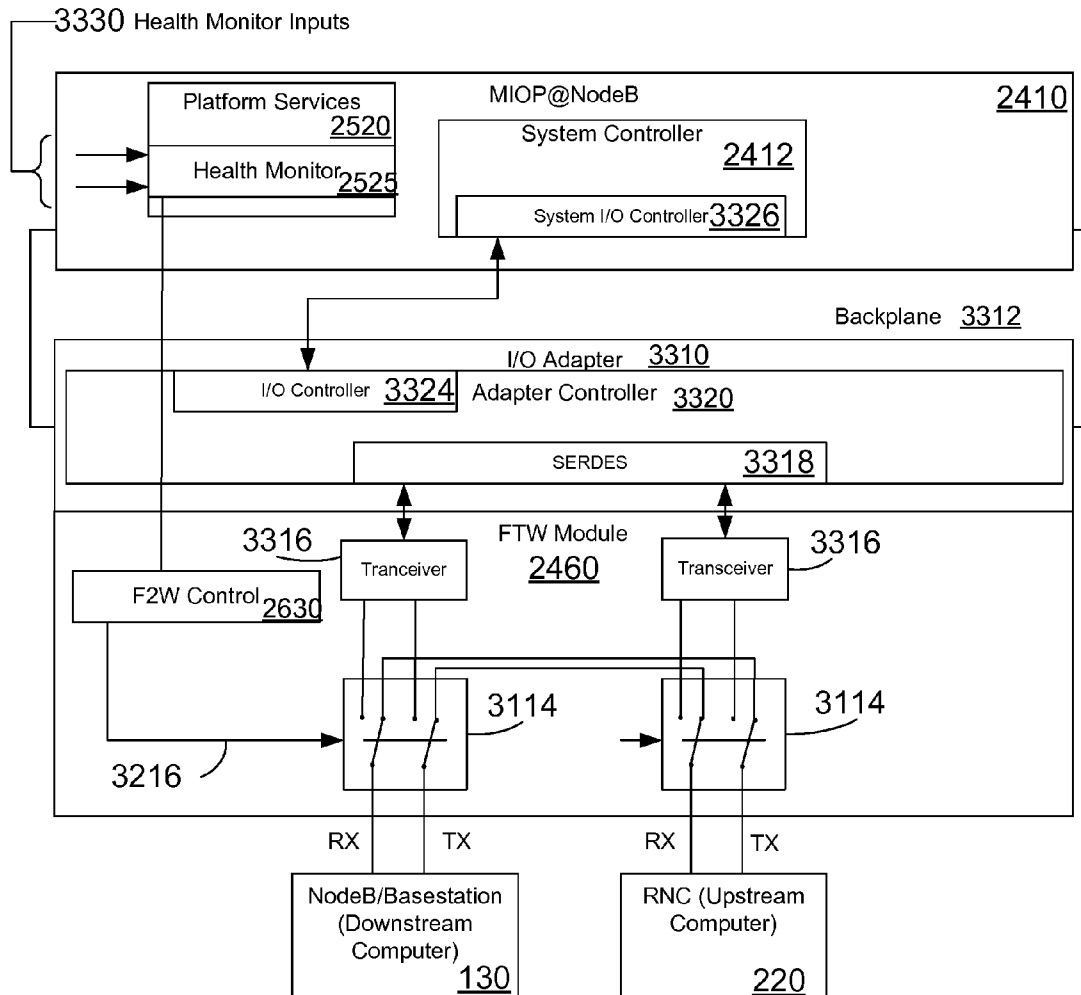 3330 Health Monitor Inputs
Platform Services
2520
Health Monitor
2525
MIOP@NodeB
2410
System Controller
2412
System I/O Controller 3326
Backplane 3312
I/O Adapter 3310
I/O Controller 3324
Adapter Controller 3320
SERDES 3318
FTW Module
2460
3316
Tranceiver
Transceiver
3316
F2W Control
2630
3114
3114
3216
RX TX
RX TX
NodeB/Basestation
(Downstream
Computer)
130
RNC (Upstream
Computer)
220